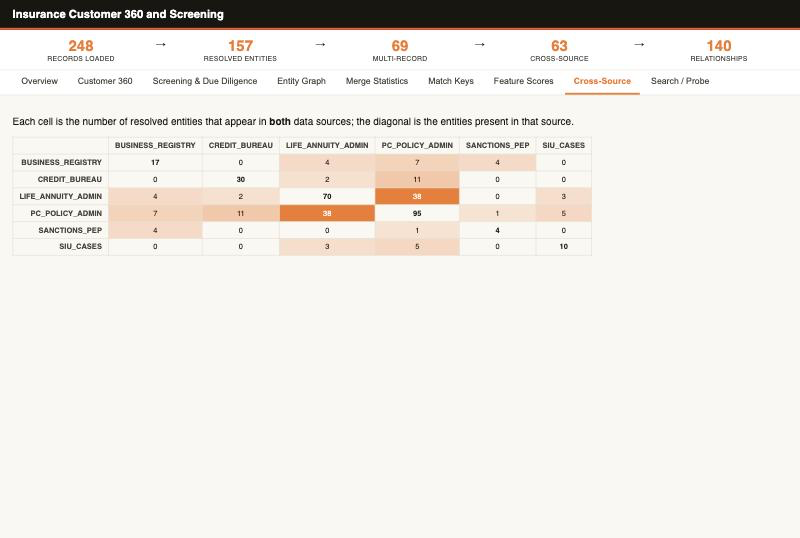 Insurance Customer 360 and Screening
248 → 157 → 69 → 63 → 140
RECORDS LOADED RESOLVED ENTITIES MULTI-RECORD CROSS-SOURCE RELATIONSHIPS
Overview Customer 360 Screening & Due Diligence Entity Graph Merge Statistics Match Keys Feature Scores Cross-Source Search / Probe
Each cell is the number of resolved entities that appear in both data sources; the diagonal is the entities present in that source.
BUSINESS_REGISTRY CREDIT_BUREAU LIFE_ANNUITY_ADMIN PC_POLICY_ADMIN SANCTIONS_PEP SIU_CASES
BUSINESS_REGISTRY 17 0 4 7 4 0
CREDIT_BUREAU 0 30 2 11 0 0
LIFE_ANNUITY_ADMIN 4 2 70 38 0 3
PC_POLICY_ADMIN 7 11 38 95 1 5
SANCTIONS_PEP 4 0 0 1 4 0
SIU_CASES 0 0 3 5 0 10